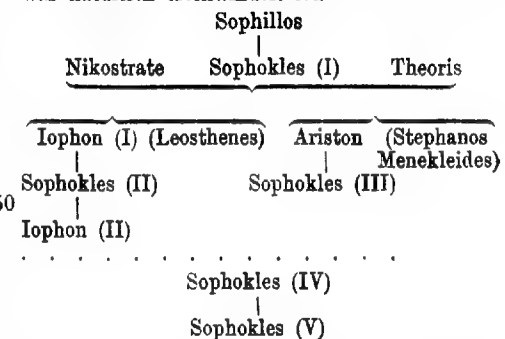 Sophillos
Nikostrate Sophokles (I) Theoris
Iophon (I) (Leosthenes) Ariston (Stephanos
Menekleides)
Sophokles (II) Sophokles (III)
50
Iophon (II)
. . . . . . . . . . . . . . .
Sophokles (IV)
Sophokles (V)